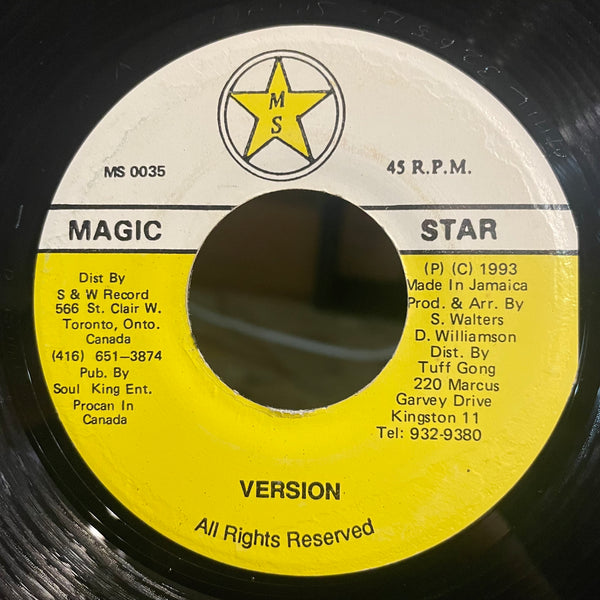 M
S
MS 0035
45 R.P.M.
MAGIC STAR
Dist By
S & W Record
566 St. Clair W.
Toronto, Onto.
Canada
(416) 651-3874
Pub. By
Soul King Ent.
Procan In
Canada
(P) (C) 1993
Made In Jamaica
Prod. & Arr. By
S. Walters
D. Williamson
Dist. By
Tuff Gong
220 Marcus
Garvey Drive
Kingston 11
Tel: 932-9380
VERSION
All Rights Reserved